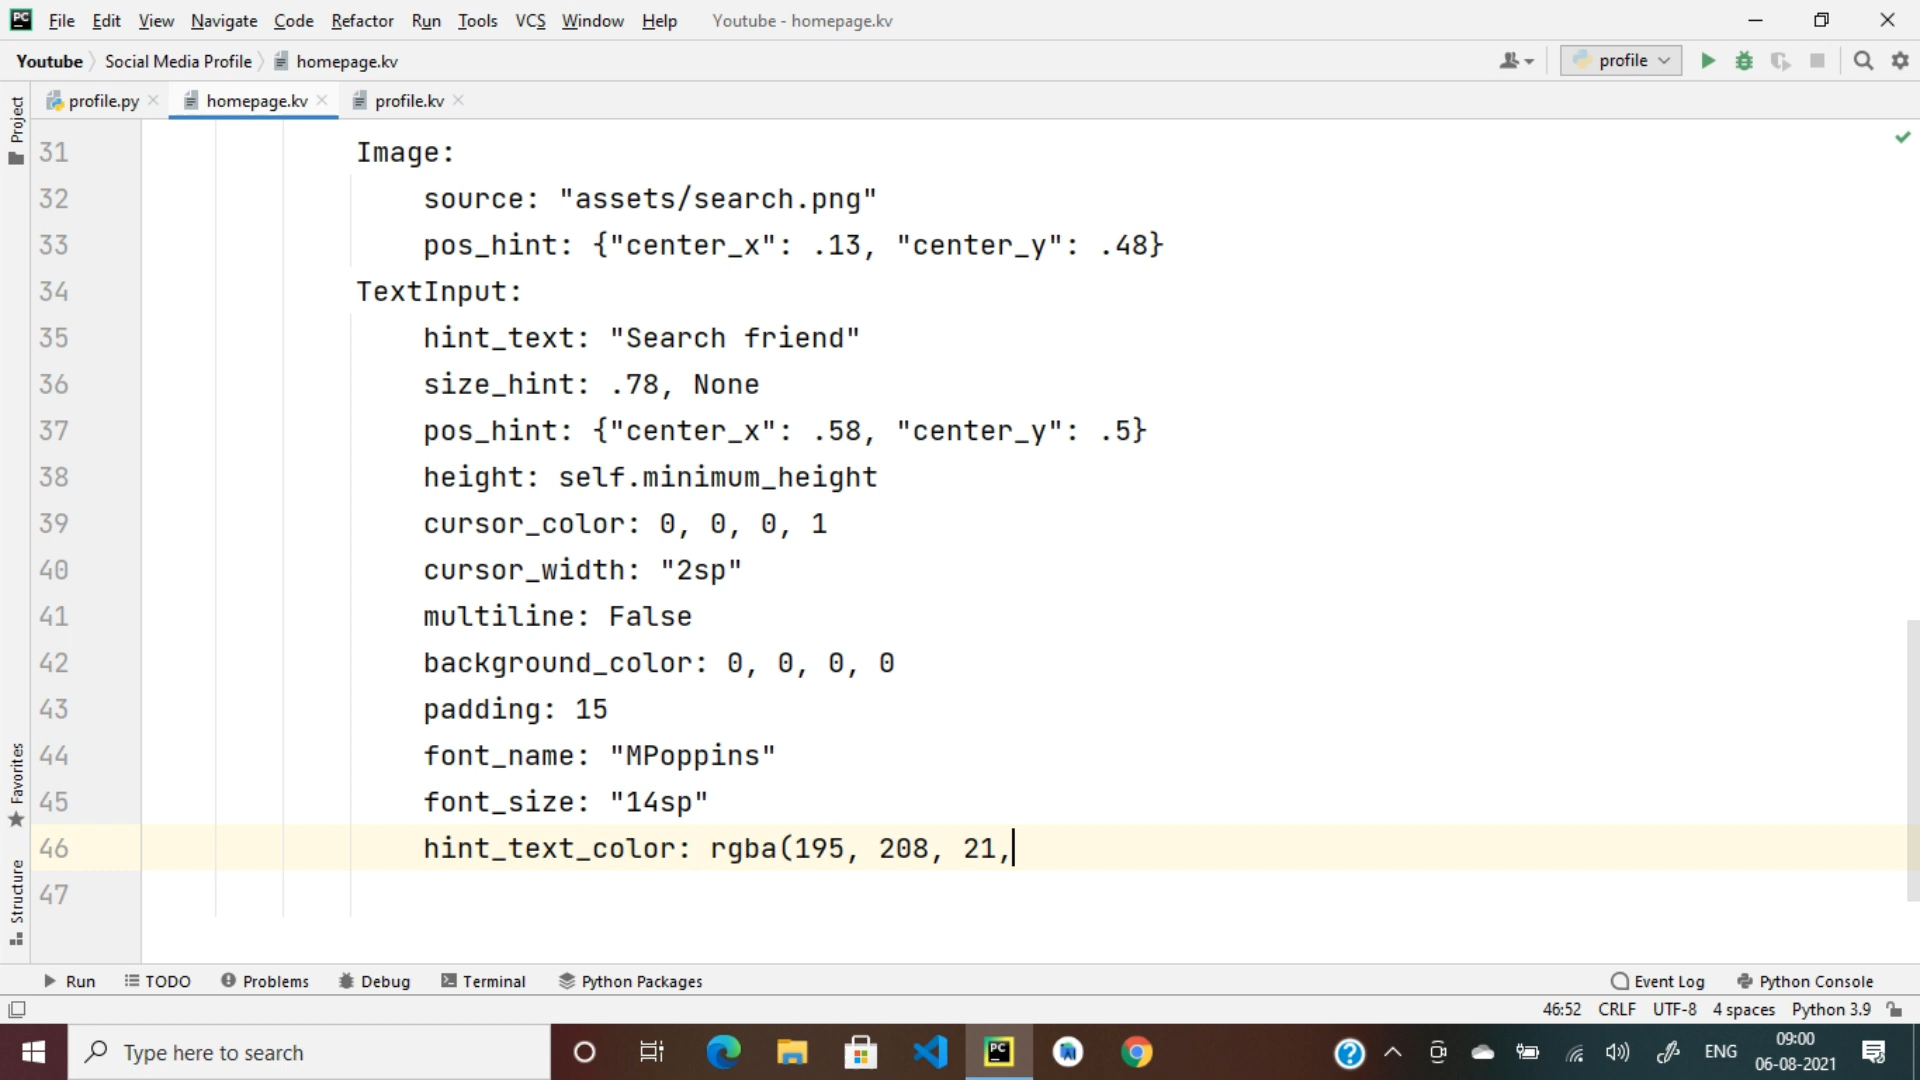 PC File Edit View Navigate Code Refactor Run Tools VCS Window Help Youtube - homepage.kv
Youtube Social Media Profile homepage.kv profile
profile.py homepage.kv profile.kv
Project
31 Image:
32 source: "assets/search.png"
33 pos_hint: {"center_x": .13, "center_y": .48}
34 TextInput:
35 hint_text: "Search friend"
36 size_hint: .78, None
37 pos_hint: {"center_x": .58, "center_y": .5}
38 height: self.minimum_height
39 cursor_color: 0, 0, 0, 1
40 cursor_width: "2sp"
41 multiline: False
42 background_color: 0, 0, 0, 0
43 padding: 15
44 font_name: "MPoppins"
45 font_size: "14sp"
46 hint_text_color: rgba(195, 208, 21,
47
Favorites
Structure
Run TODO Problems Debug Terminal Python Packages Event Log Python Console
46:52 CRLF UTF-8 4 spaces Python 3.9
Type here to search PC ENG 09:00
06-08-2021